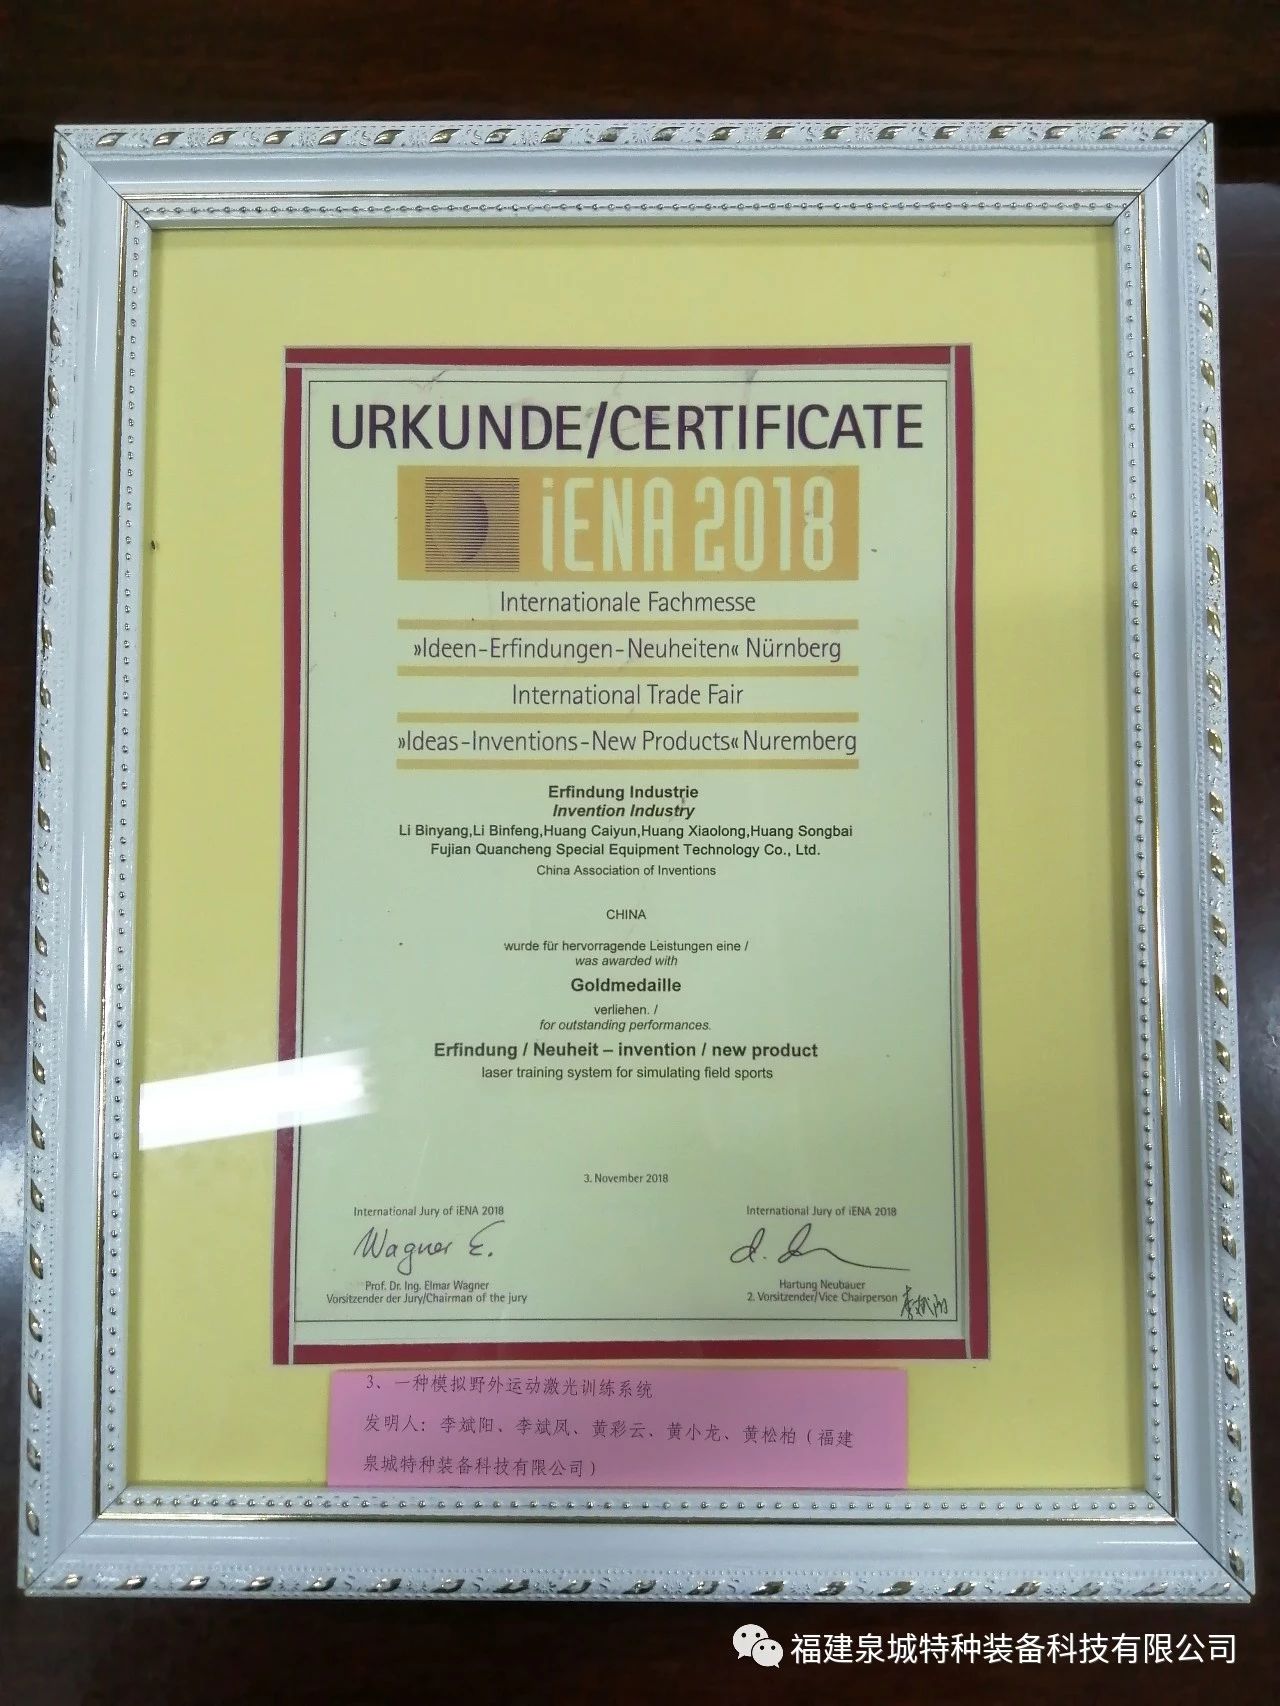 URKUNDE/CERTIFICATE
iENA 2018
Internationale Fachmesse
»Ideen-Erfindungen-Neuheiten« Nürnberg
International Trade Fair
»Ideas-Inventions-New Products« Nuremberg
Erfindung Industrie
Invention Industry
Li Binyang,Li Binfeng,Huang Caiyun,Huang Xiaolong,Huang Songbai
Fujian Quancheng Special Equipment Technology Co., Ltd.
China Association of Inventions
CHINA
wurde für hervorragende Leistungen eine /
was awarded with
Goldmedaille
verliehen. /
for outstanding performances.
Erfindung / Neuheit – invention / new product
laser training system for simulating field sports
3. November 2018
International Jury of iENA 2018
Wagner E.
Prof. Dr. Ing. Elmar Wagner
Vorsitzender der Jury/Chairman of the jury
International Jury of iENA 2018
Hartung Neubauer
2. Vorsitzender/Vice Chairperson
3、一种模拟野外运动激光训练系统
发明人：李斌阳、李斌凤、黄彩云、黄小龙、黄松柏（福建
泉城特种装备科技有限公司）
福建泉城特种装备科技有限公司